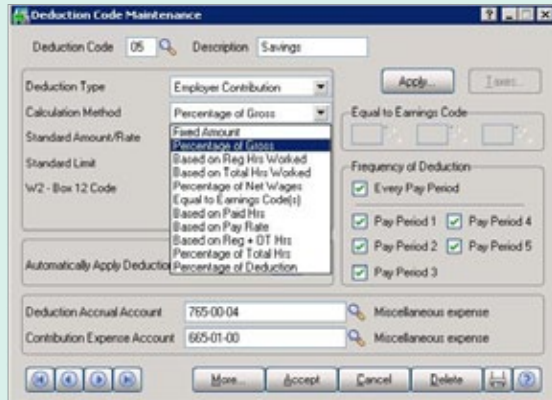 Deduction Code Maintenance
Deduction Code 05 Description Savings
Deduction Type Employer Contribution
Calculation Method Percentage of Gross
Standard Amount/Rate
Standard Limit
W2 - Box 12 Code
Automatically Apply Deduction
Fixed Amount
Percentage of Gross
Based on Reg Hrs Worked
Based on Total Hrs Worked
Percentage of Net Wages
Equal to Earnings Code(s)
Based on Paid Hrs
Based on Pay Rate
Based on Reg + OT Hrs
Percentage of Total Hrs
Percentage of Deduction
Apply... Taxes...
Equal to Earnings Code
Frequency of Deduction
Every Pay Period
Pay Period 1 Pay Period 4
Pay Period 2 Pay Period 5
Pay Period 3
Deduction Accrual Account 765-00-04 Miscellaneous expense
Contribution Expense Account 665-01-00 Miscellaneous expense
More... Accept Cancel Delete